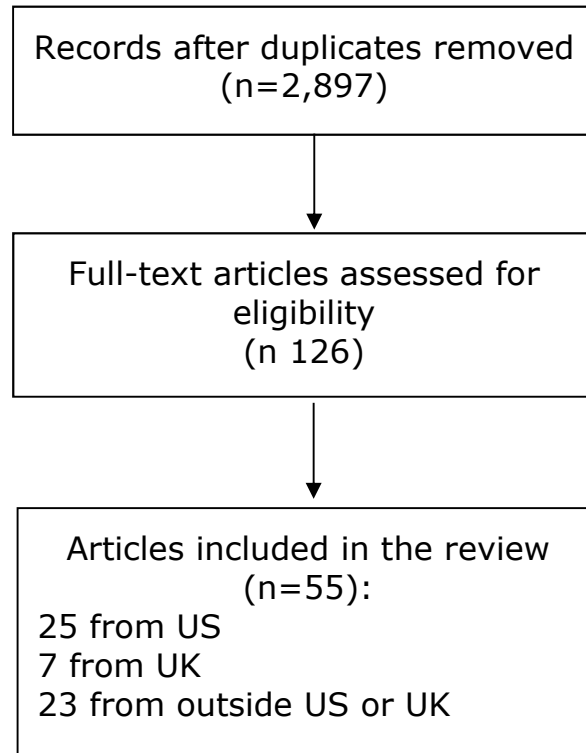 Records after duplicates removed
(n=2,897)
Full-text articles assessed for
eligibility
(n 126)
Articles included in the review
(n=55):
25 from US
7 from UK
23 from outside US or UK